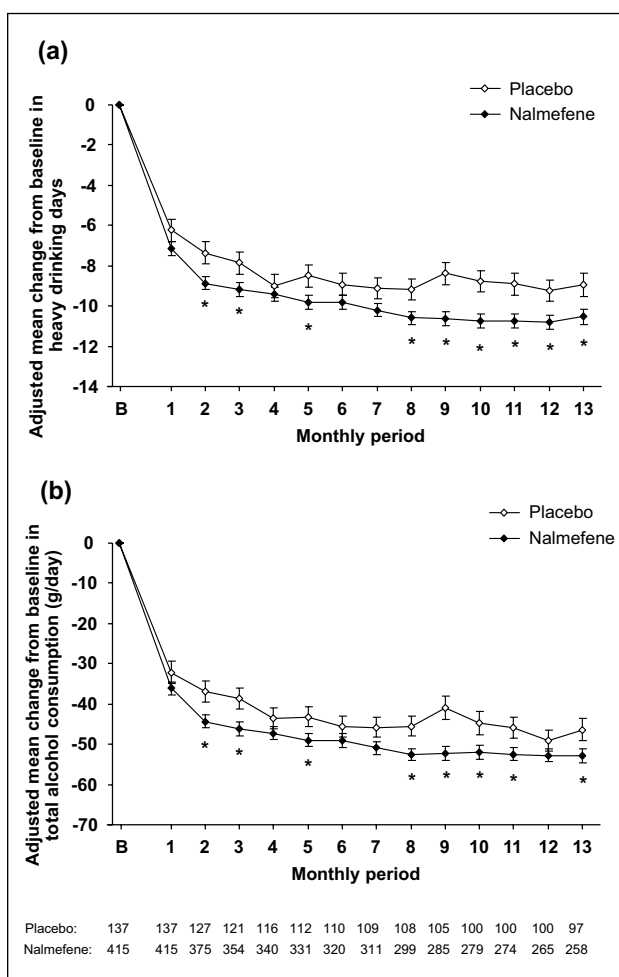 (a)
Placebo
Nalmefene
Adjusted mean change from baseline in
heavy drinking days
0
-2
-4
-6
-8
-10
-12
-14
* * * * * * * * *
B 1 2 3 4 5 6 7 8 9 10 11 12 13
Monthly period
(b)
Placebo
Nalmefene
Adjusted mean change from baseline in
total alcohol consumption (g/day)
0
-10
-20
-30
-40
-50
-60
-70
* * * * * * * *
B 1 2 3 4 5 6 7 8 9 10 11 12 13
Monthly period
Placebo: 137 137 127 121 116 112 110 109 108 105 100 100 100 97
Nalmefene: 415 415 375 354 340 331 320 311 299 285 279 274 265 258